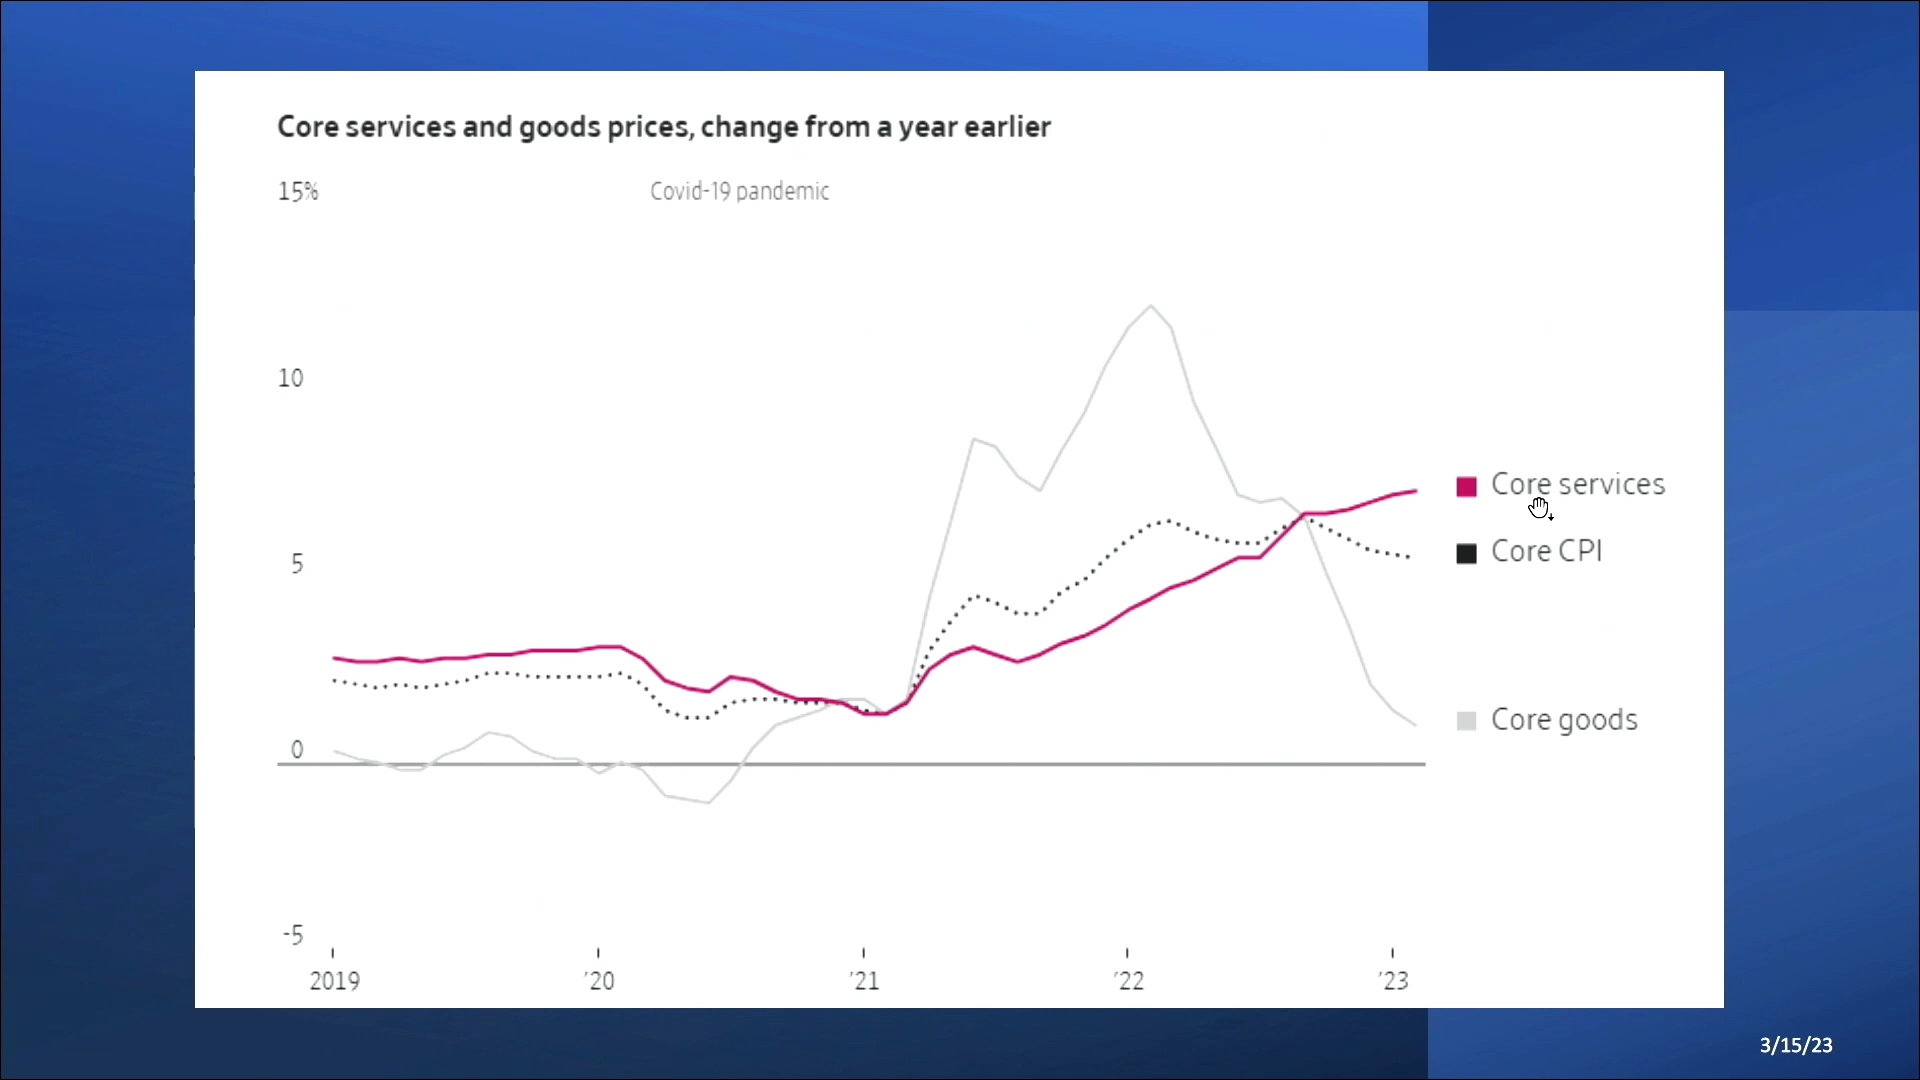 Core services and goods prices, change from a year earlier
15%
Covid-19 pandemic
10
5
0
-5
Core services
Core CPI
Core goods
2019
'20
'21
'22
'23
3/15/23